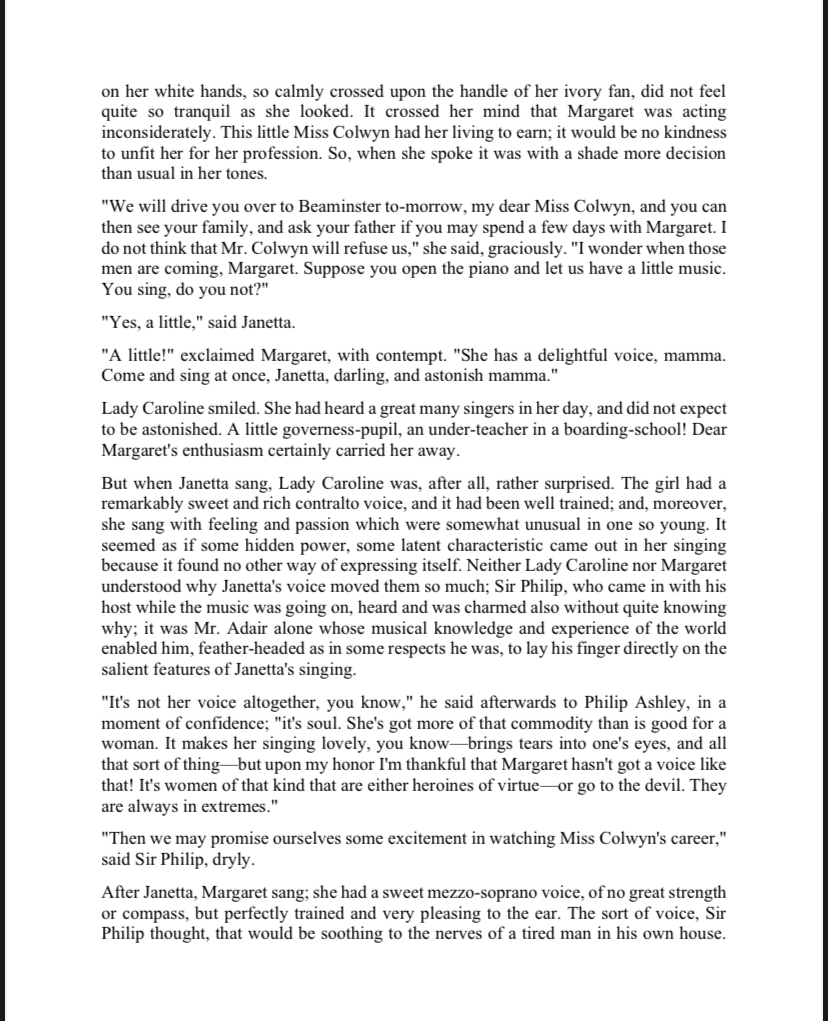 on her white hands, so calmly crossed upon the handle of her ivory fan, did not feel
quite so tranquil as she looked. It crossed her mind that Margaret was acting
inconsiderately. This little Miss Colwyn had her living to earn; it would be no kindness
to unfit her for her profession. So, when she spoke it was with a shade more decision
than usual in her tones.
"We will drive you over to Beaminster to-morrow, my dear Miss Colwyn, and you can
then see your family, and ask your father if you may spend a few days with Margaret. I
do not think that Mr. Colwyn will refuse us," she said, graciously. "I wonder when those
men are coming, Margaret. Suppose you open the piano and let us have a little music.
You sing, do you not?"
"Yes, a little," said Janetta.
"A little!" exclaimed Margaret, with contempt. "She has a delightful voice, mamma.
Come and sing at once, Janetta, darling, and astonish mamma."
Lady Caroline smiled. She had heard a great many singers in her day, and did not expect
to be astonished. A little governess-pupil, an under-teacher in a boarding-school! Dear
Margaret's enthusiasm certainly carried her away.
But when Janetta sang, Lady Caroline was, after all, rather surprised. The girl had a
remarkably sweet and rich contralto voice, and it had been well trained; and, moreover,
she sang with feeling and passion which were somewhat unusual in one so young. It
seemed as if some hidden power, some latent characteristic came out in her singing
because it found no other way of expressing itself. Neither Lady Caroline nor Margaret
understood why Janetta's voice moved them so much; Sir Philip, who came in with his
host while the music was going on, heard and was charmed also without quite knowing
why; it was Mr. Adair alone whose musical knowledge and experience of the world
enabled him, feather-headed as in some respects he was, to lay his finger directly on the
salient features of Janetta's singing.
"It's not her voice altogether, you know," he said afterwards to Philip Ashley, in a
moment of confidence; "it's soul. She's got more of that commodity than is good for a
woman. It makes her singing lovely, you know—brings tears into one's eyes, and all
that sort of thing—but upon my honor I'm thankful that Margaret hasn't got a voice like
that! It's women of that kind that are either heroines of virtue—or go to the devil. They
are always in extremes."
"Then we may promise ourselves some excitement in watching Miss Colwyn's career,"
said Sir Philip, dryly.
After Janetta, Margaret sang; she had a sweet mezzo-soprano voice, of no great strength
or compass, but perfectly trained and very pleasing to the ear. The sort of voice, Sir
Philip thought, that would be soothing to the nerves of a tired man in his own house.